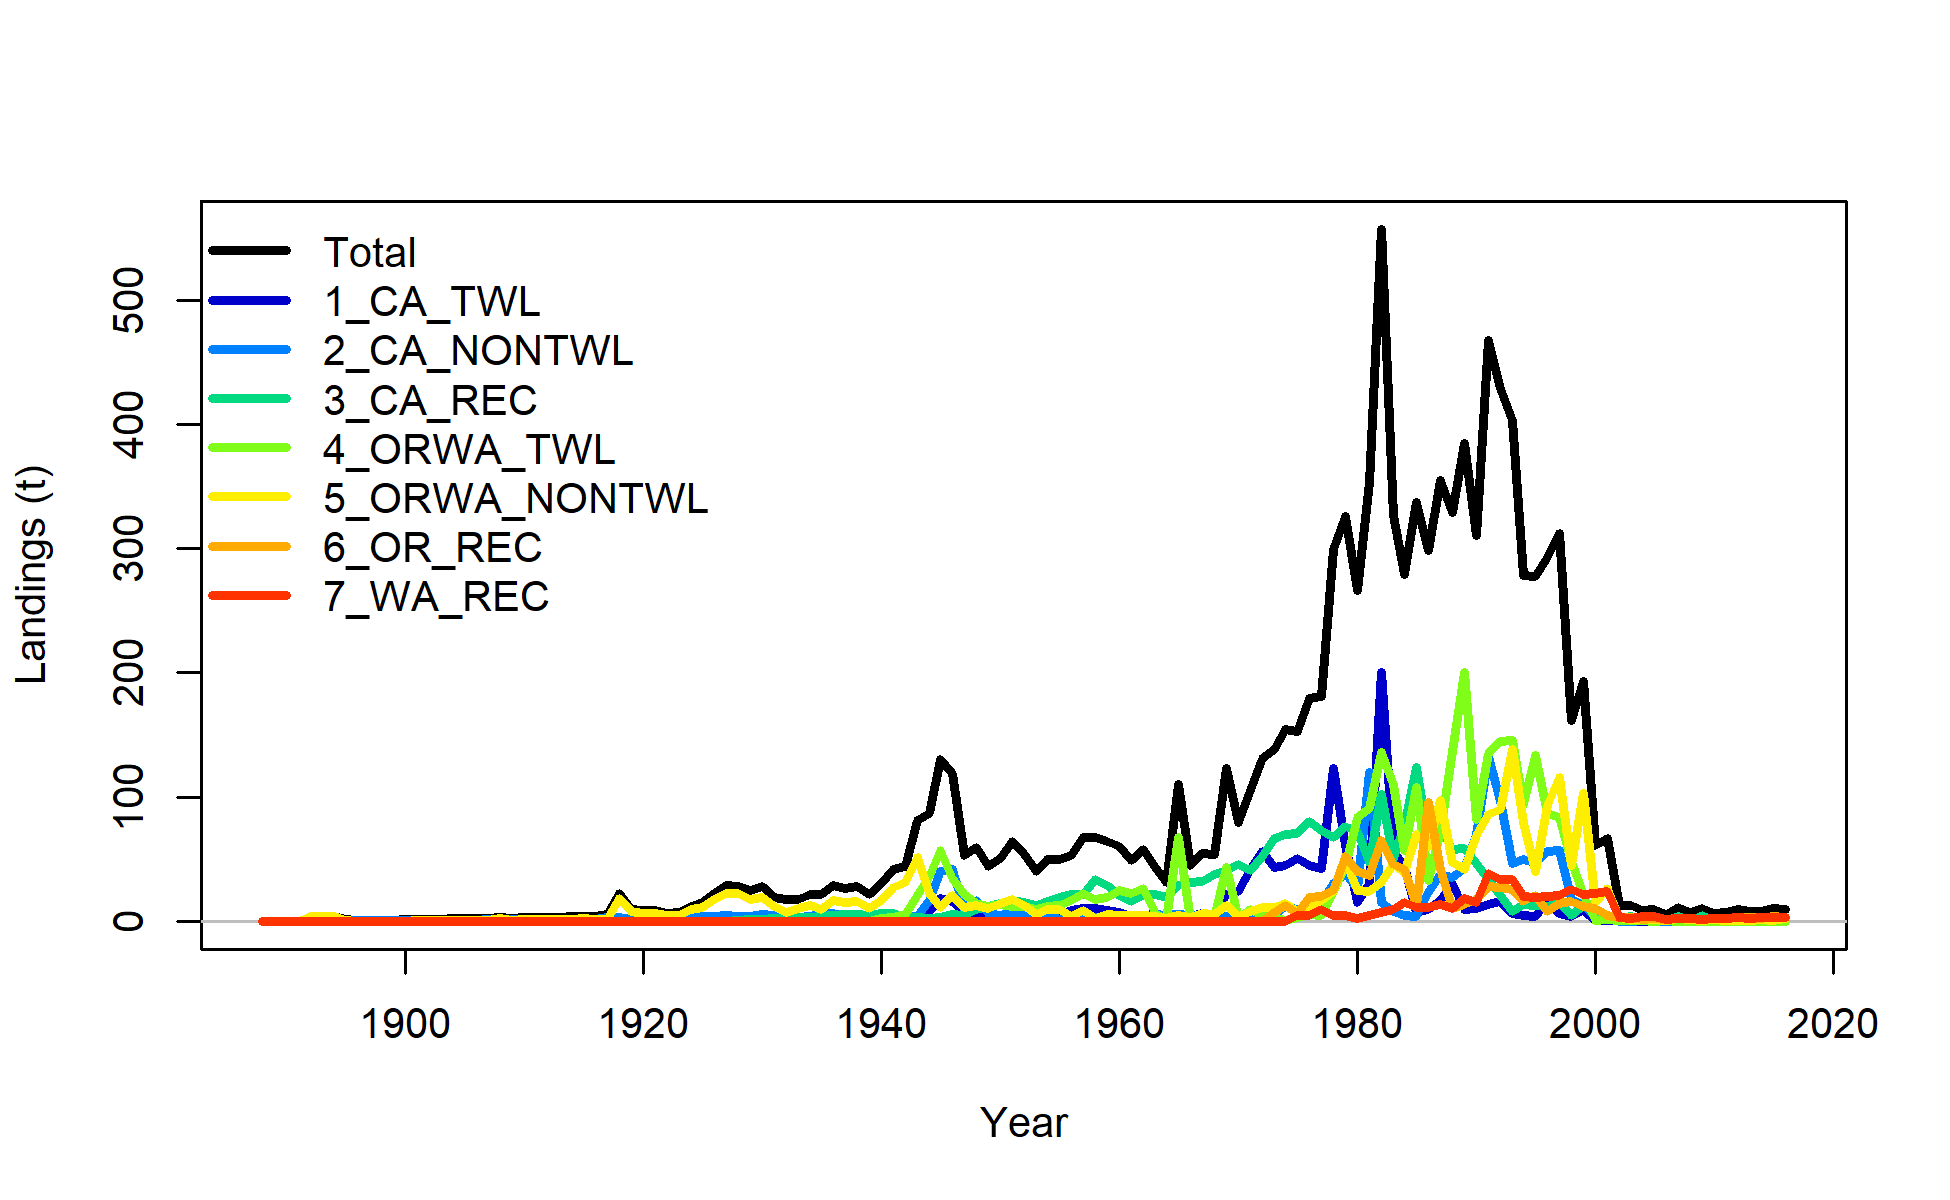 Total
1_CA_TWL
2_CA_NONTWL
3_CA_REC
4_ORWA_TWL
5_ORWA_NONTWL
6_OR_REC
7_WA_REC
Landings (t)
500
400
300
200
100
0
1900 1920 1940 1960 1980 2000 2020
Year